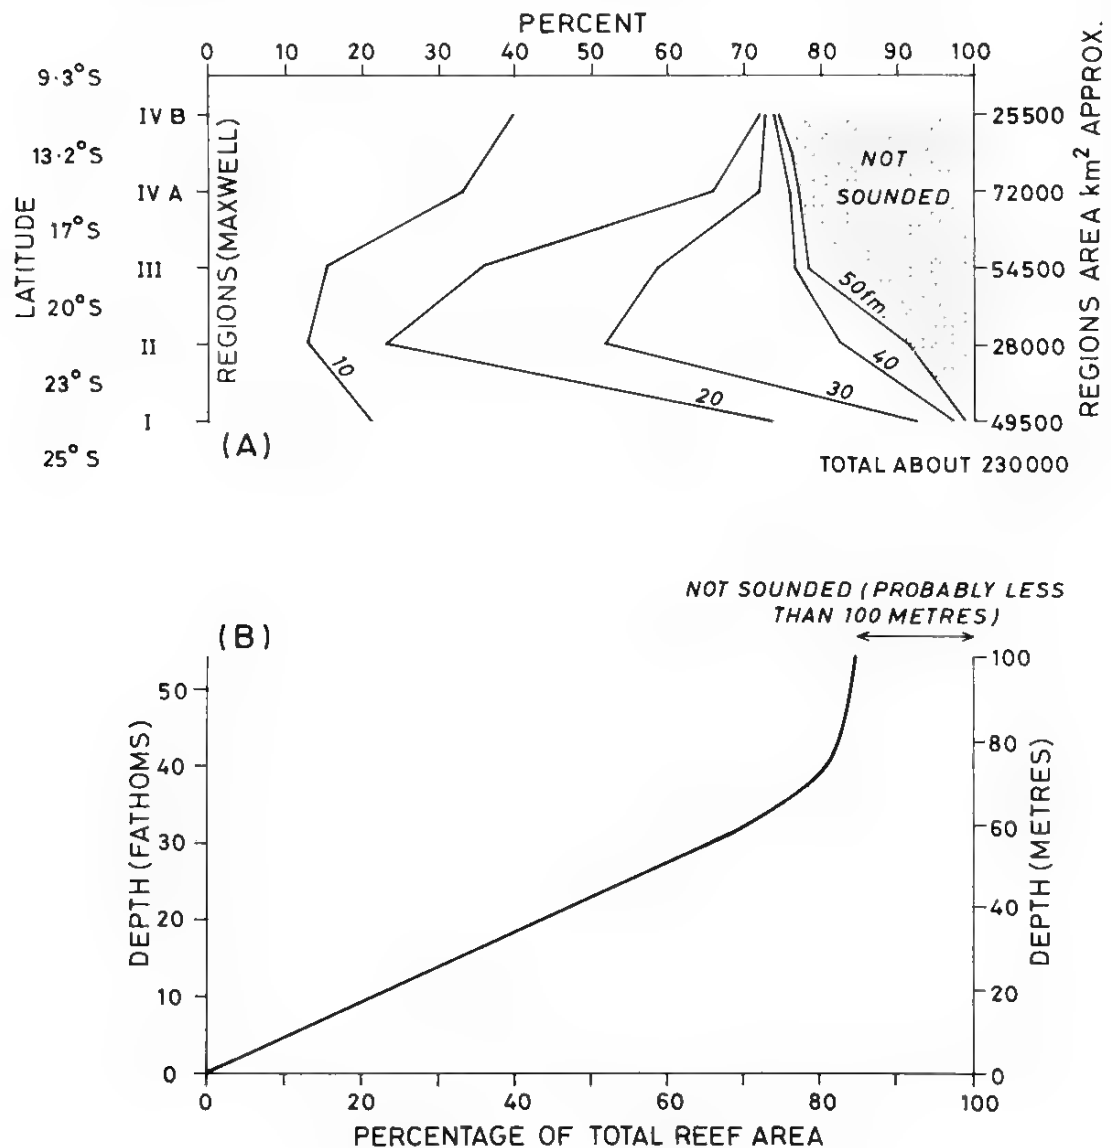 PERCENT
0 10 20 30 40 50 60 70 80 90 100
9·3°S
IV B
25500
13·2°S
NOT
SOUNDED
IV A
72000
17°S
III
54500
50fm.
20°S
II
28000
40
10
23°S
30
20
I
49500
25°S
LATITUDE
REGIONS (MAXWELL)
REGIONS AREA km² APPROX.
(A)
TOTAL ABOUT 230000
NOT SOUNDED (PROBABLY LESS
THAN 100 METRES)
(B)
50
40
30
20
10
0
DEPTH (FATHOMS)
100
80
60
40
20
0
DEPTH (METRES)
0 20 40 60 80 100
PERCENTAGE OF TOTAL REEF AREA